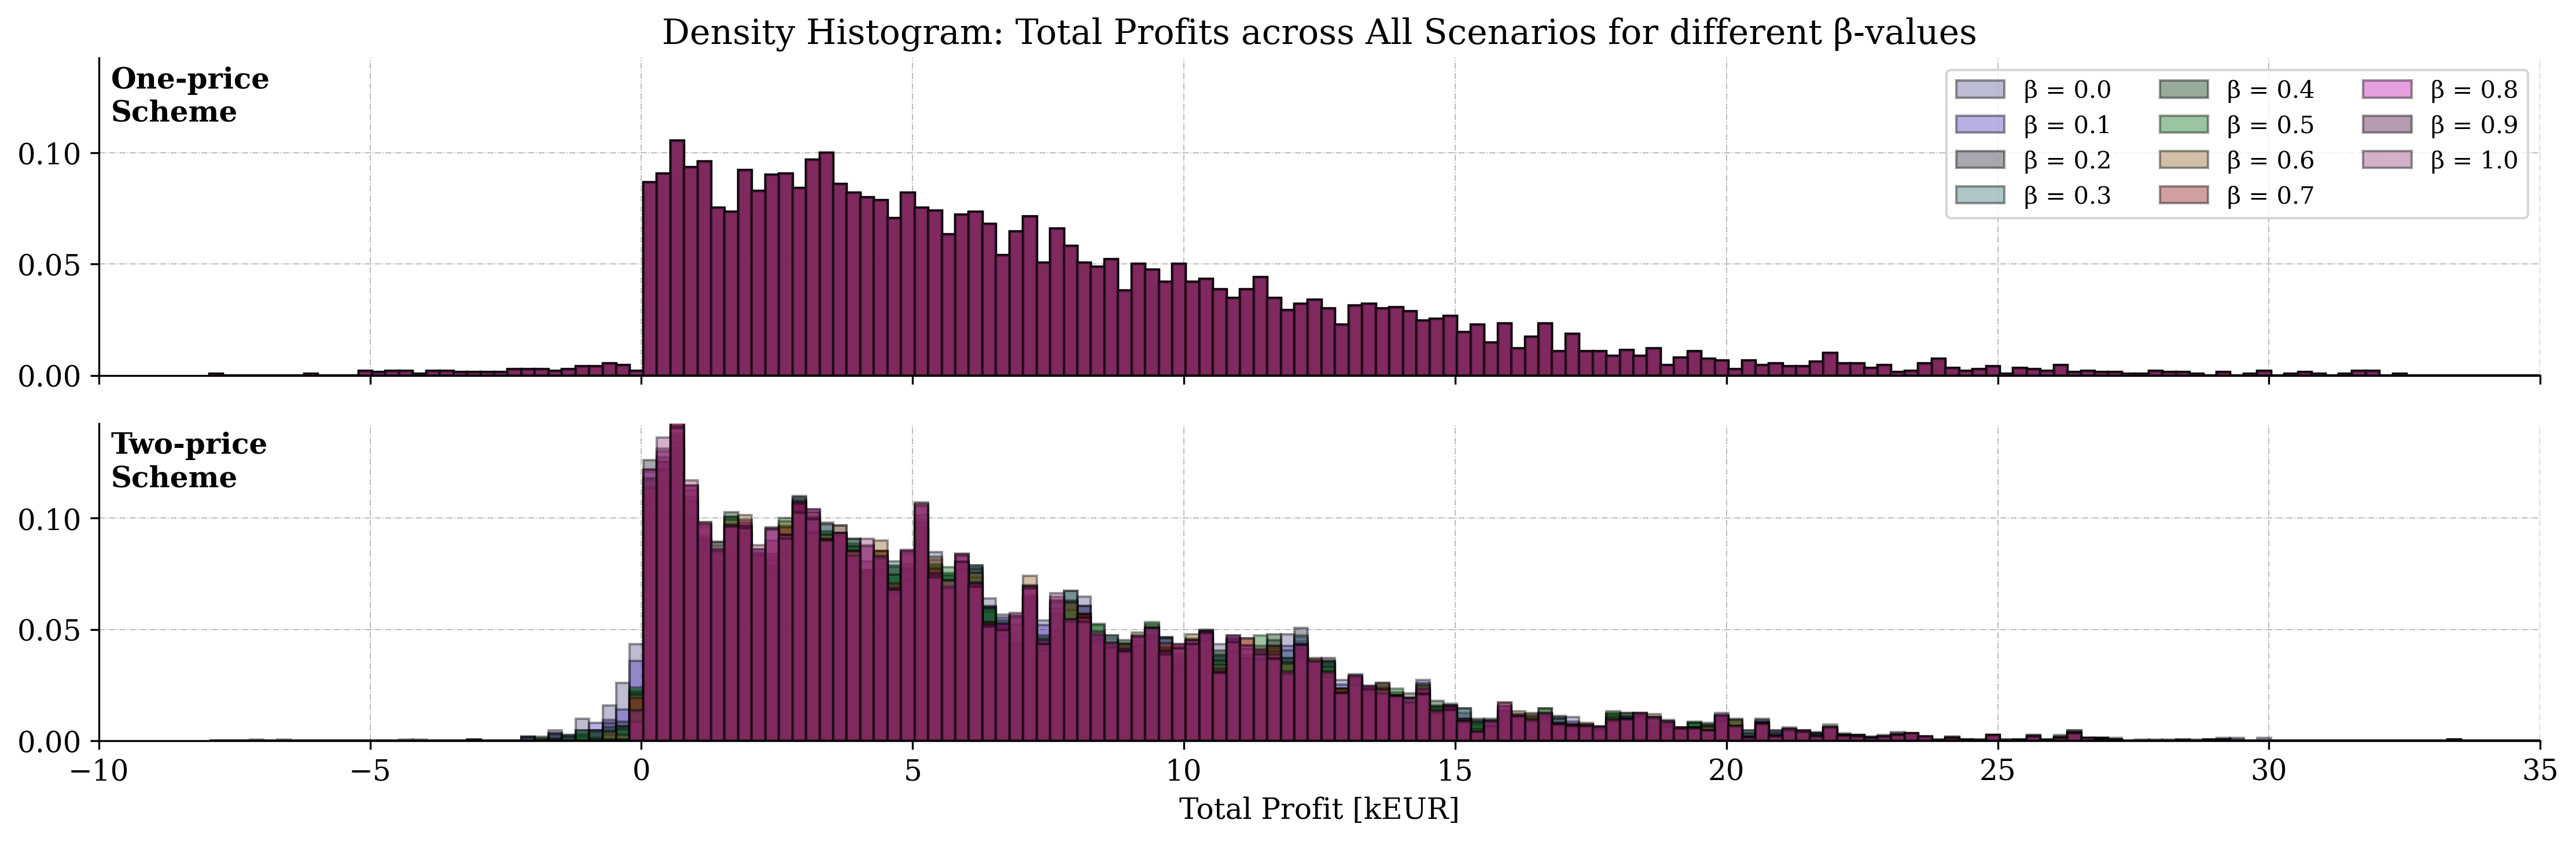 Density Histogram: Total Profits across All Scenarios for different β-values
One-price
Scheme
β = 0.0
β = 0.1
β = 0.2
β = 0.3
β = 0.4
β = 0.5
β = 0.6
β = 0.7
β = 0.8
β = 0.9
β = 1.0
0.10
0.05
0.00
Two-price
Scheme
0.10
0.05
0.00
−10
−5
0
5
10
15
20
25
30
35
Total Profit [kEUR]